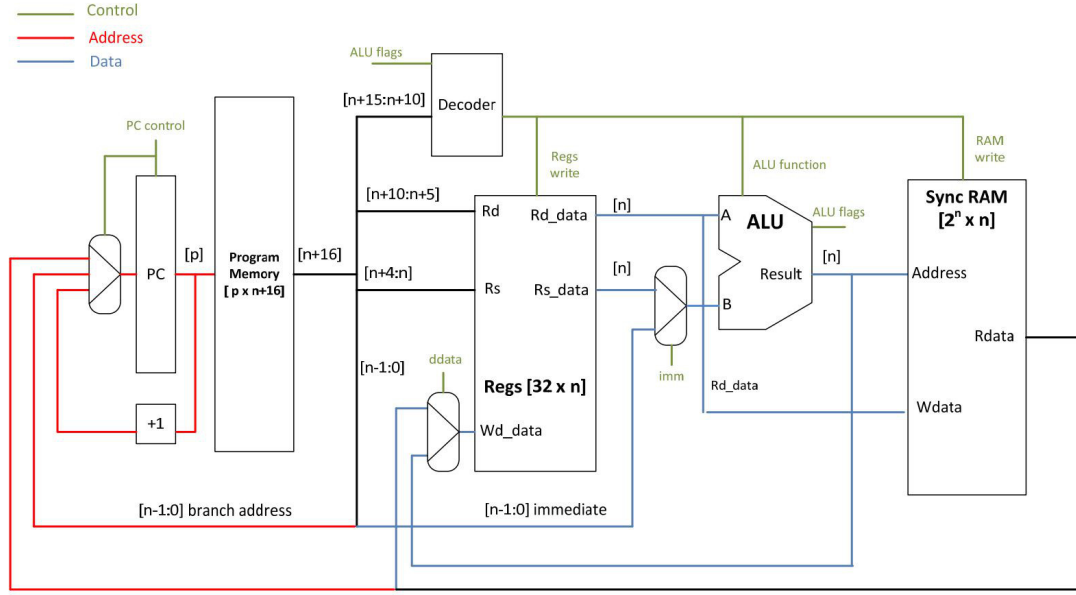 Control
Address
Data
ALU flags
[n+15:n+10]
Decoder
PC control
Regs
write
ALU function
RAM
write
[n+10:n+5]
Rd
Rd_data
[n]
A
ALU
ALU flags
Sync RAM
[2ⁿ x n]
[p]
PC
Program
Memory
[ p x n+16]
[n+16]
[n+4:n]
Rs
Rs_data
[n]
B
Result
[n]
Address
Rdata
[n-1:0]
ddata
Regs [32 x n]
imm
Rd_data
Wdata
+1
Wd_data
[n-1:0] branch address
[n-1:0] immediate